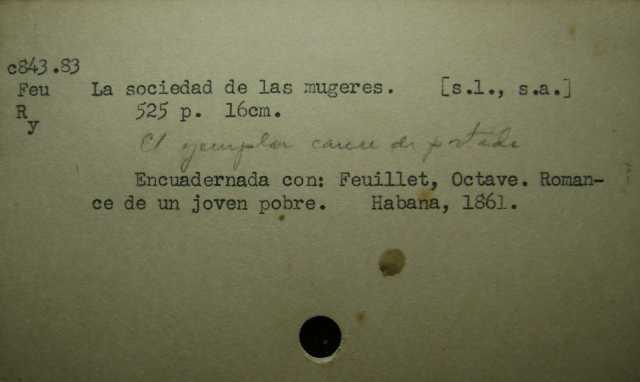 c843.83
Feu La sociedad de las mugeres. [s.l., s.a.]
R 525 p. 16cm.
y
El ejemplar carece de portada
Encuadernada con: Feuillet, Octave. Roman-
ce de un joven pobre. Habana, 1861.